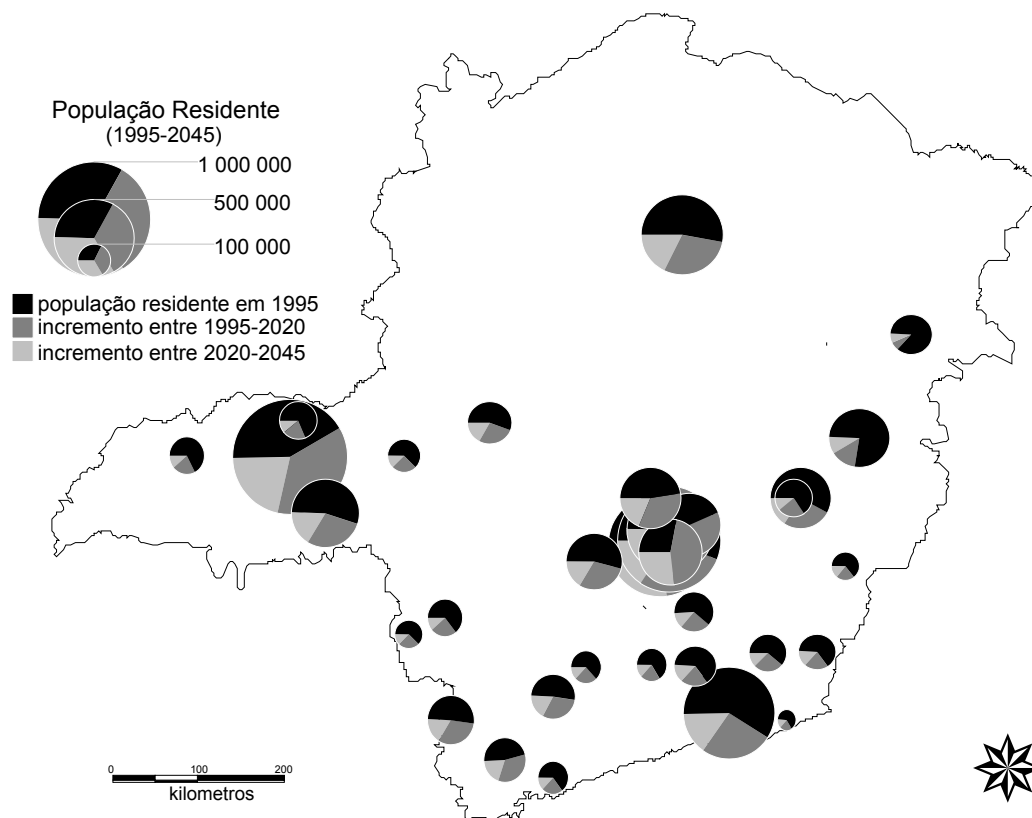 População Residente
(1995-2045)
1 000 000
500 000
100 000
população residente em 1995
incremento entre 1995-2020
incremento entre 2020-2045
0 100 200
kilometros